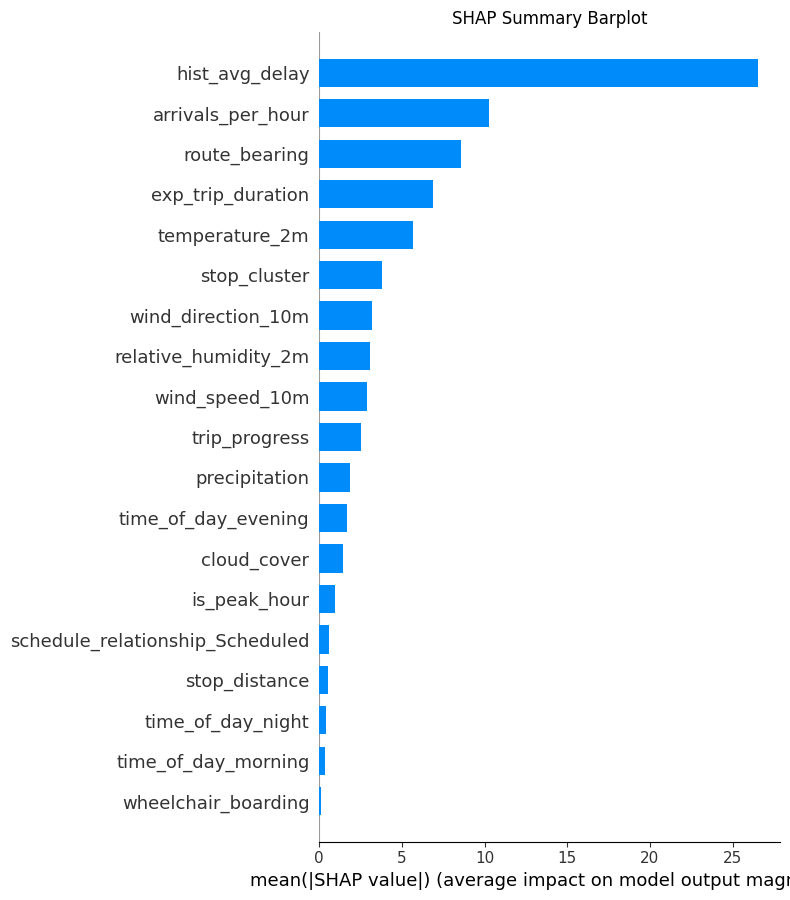 SHAP Summary Barplot
hist_avg_delay
arrivals_per_hour
route_bearing
exp_trip_duration
temperature_2m
stop_cluster
wind_direction_10m
relative_humidity_2m
wind_speed_10m
trip_progress
precipitation
time_of_day_evening
cloud_cover
is_peak_hour
schedule_relationship_Scheduled
stop_distance
time_of_day_night
time_of_day_morning
wheelchair_boarding
0 5 10 15 20 25
mean(|SHAP value|) (average impact on model output magn